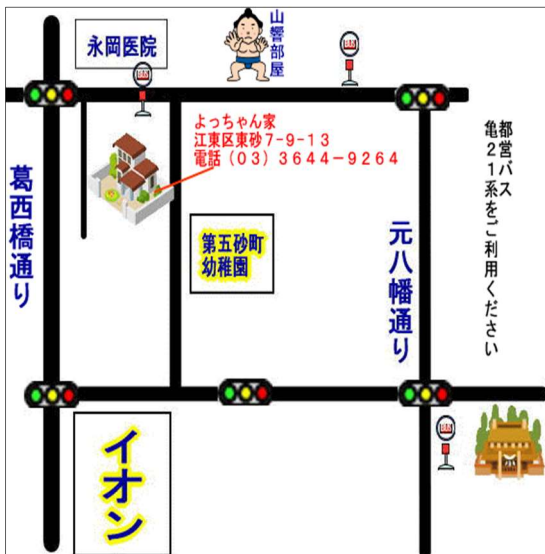 永岡医院
山響部屋
よっちゃん家
江東区東砂7-9-13
電話(03)3644-9264
葛西橋通り
第五砂町
幼稚園
元八幡通り
都営バス
亀21系をご利用ください
イオン